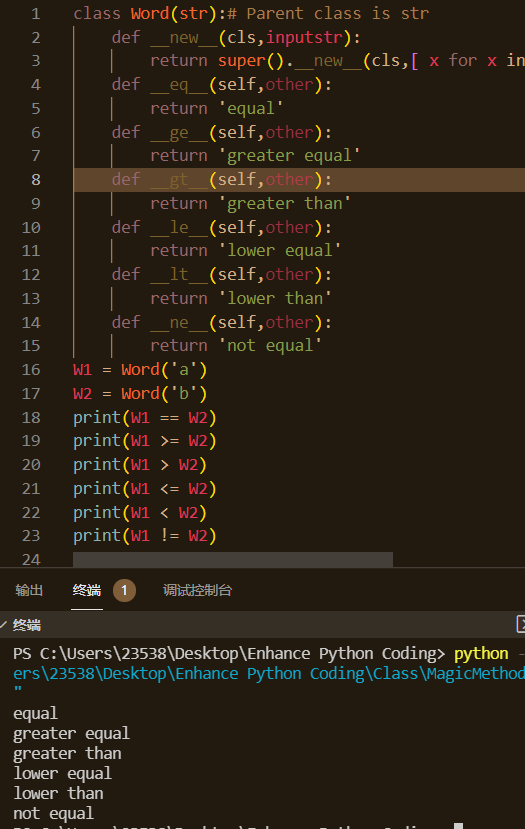 1 class Word(str):# Parent class is str
2 def __new__(cls,inputstr):
3 return super().__new__(cls,[ x for x in
4 def __eq__(self,other):
5 return 'equal'
6 def __ge__(self,other):
7 return 'greater equal'
8 def __gt__(self,other):
9 return 'greater than'
10 def __le__(self,other):
11 return 'lower equal'
12 def __lt__(self,other):
13 return 'lower than'
14 def __ne__(self,other):
15 return 'not equal'
16 W1 = Word('a')
17 W2 = Word('b')
18 print(W1 == W2)
19 print(W1 >= W2)
20 print(W1 > W2)
21 print(W1 <= W2)
22 print(W1 < W2)
23 print(W1 != W2)
24
输出 终端 1 调试控制台
终端
PS C:\Users\23538\Desktop\Enhance Python Coding> python -
ers\23538\Desktop\Enhance Python Coding\Class\MagicMethod
"
equal
greater equal
greater than
lower equal
lower than
not equal